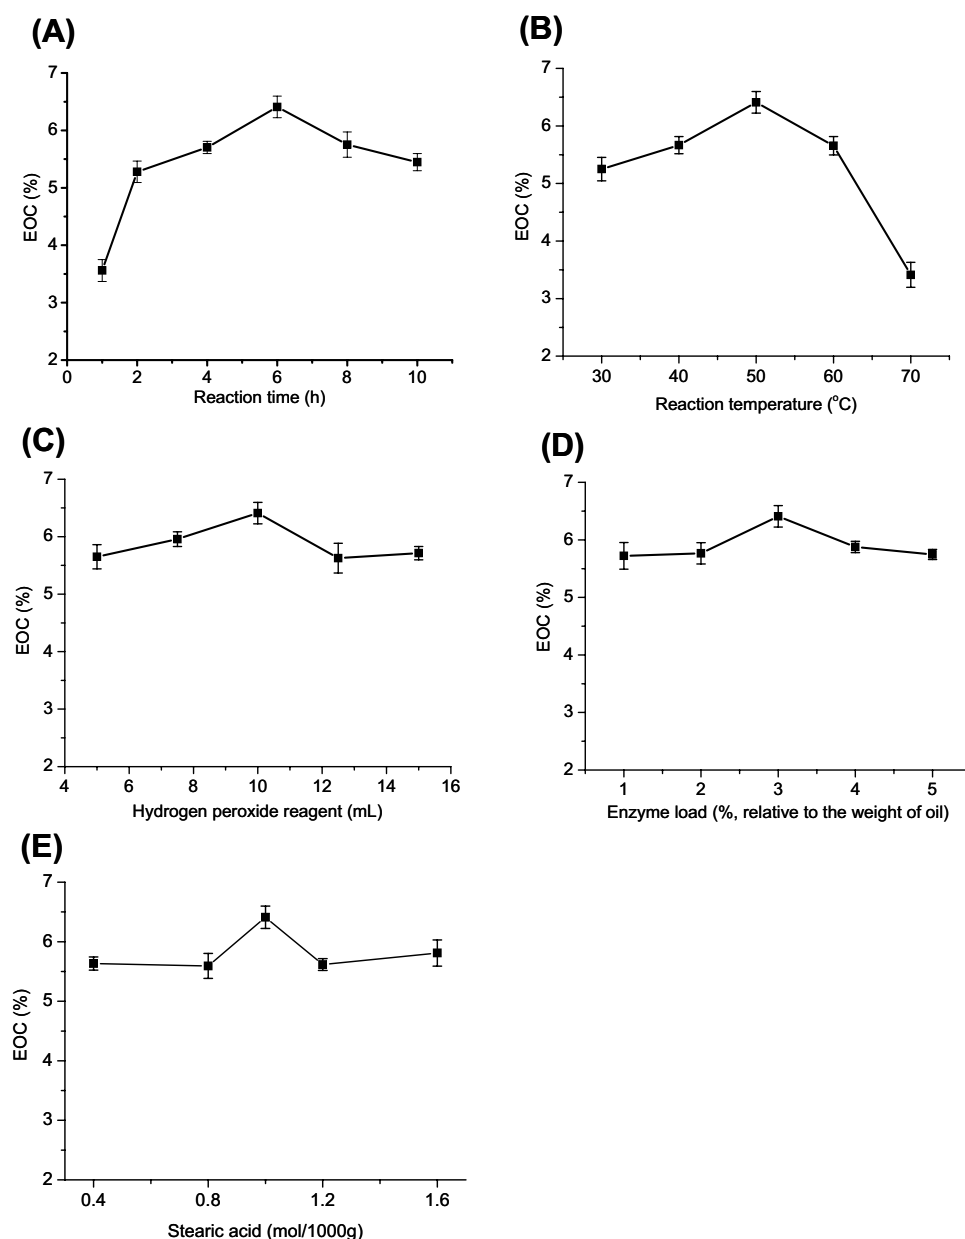 (A)
7
6
5
4
3
2
EOC (%)
0 2 4 6 8 10
Reaction time (h)
(B)
7
6
5
4
3
2
EOC (%)
30 40 50 60 70
Reaction temperature (°C)
(C)
7
6
5
4
3
2
EOC (%)
4 6 8 10 12 14 16
Hydrogen peroxide reagent (mL)
(D)
7
6
5
4
3
2
EOC (%)
1 2 3 4 5
Enzyme load (%, relative to the weight of oil)
(E)
7
6
5
4
3
2
EOC (%)
0.4 0.8 1.2 1.6
Stearic acid (mol/1000g)